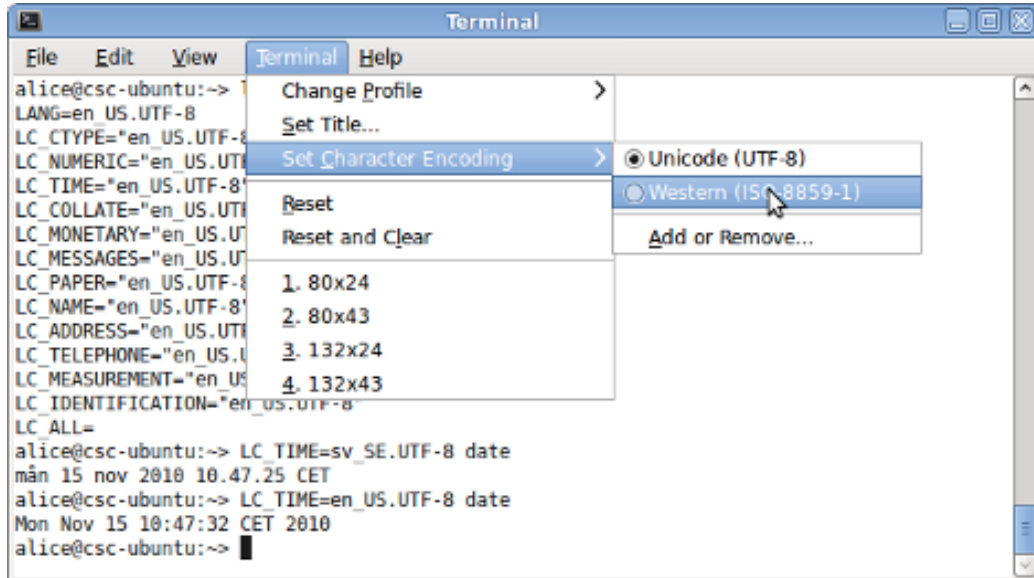 Terminal
File Edit View Terminal Help
alice@csc-ubuntu:~>
LANG=en_US.UTF-8
LC_CTYPE="en_US.UTF-8
LC_NUMERIC="en_US.UTF
LC_TIME="en_US.UTF-8"
LC_COLLATE="en_US.UTF
LC_MONETARY="en_US.UT
LC_MESSAGES="en_US.UT
LC_PAPER="en_US.UTF-8
LC_NAME="en_US.UTF-8"
LC_ADDRESS="en_US.UTF
LC_TELEPHONE="en_US.U
LC_MEASUREMENT="en_US
LC_IDENTIFICATION="en_US.UTF-8"
LC_ALL=
alice@csc-ubuntu:~> LC_TIME=sv_SE.UTF-8 date
mån 15 nov 2010 10.47.25 CET
alice@csc-ubuntu:~> LC_TIME=en_US.UTF-8 date
Mon Nov 15 10:47:32 CET 2010
alice@csc-ubuntu:~>
Change Profile
Set Title...
Set Character Encoding
Reset
Reset and Clear
1. 80x24
2. 80x43
3. 132x24
4. 132x43
Unicode (UTF-8)
Western (ISO-8859-1)
Add or Remove...